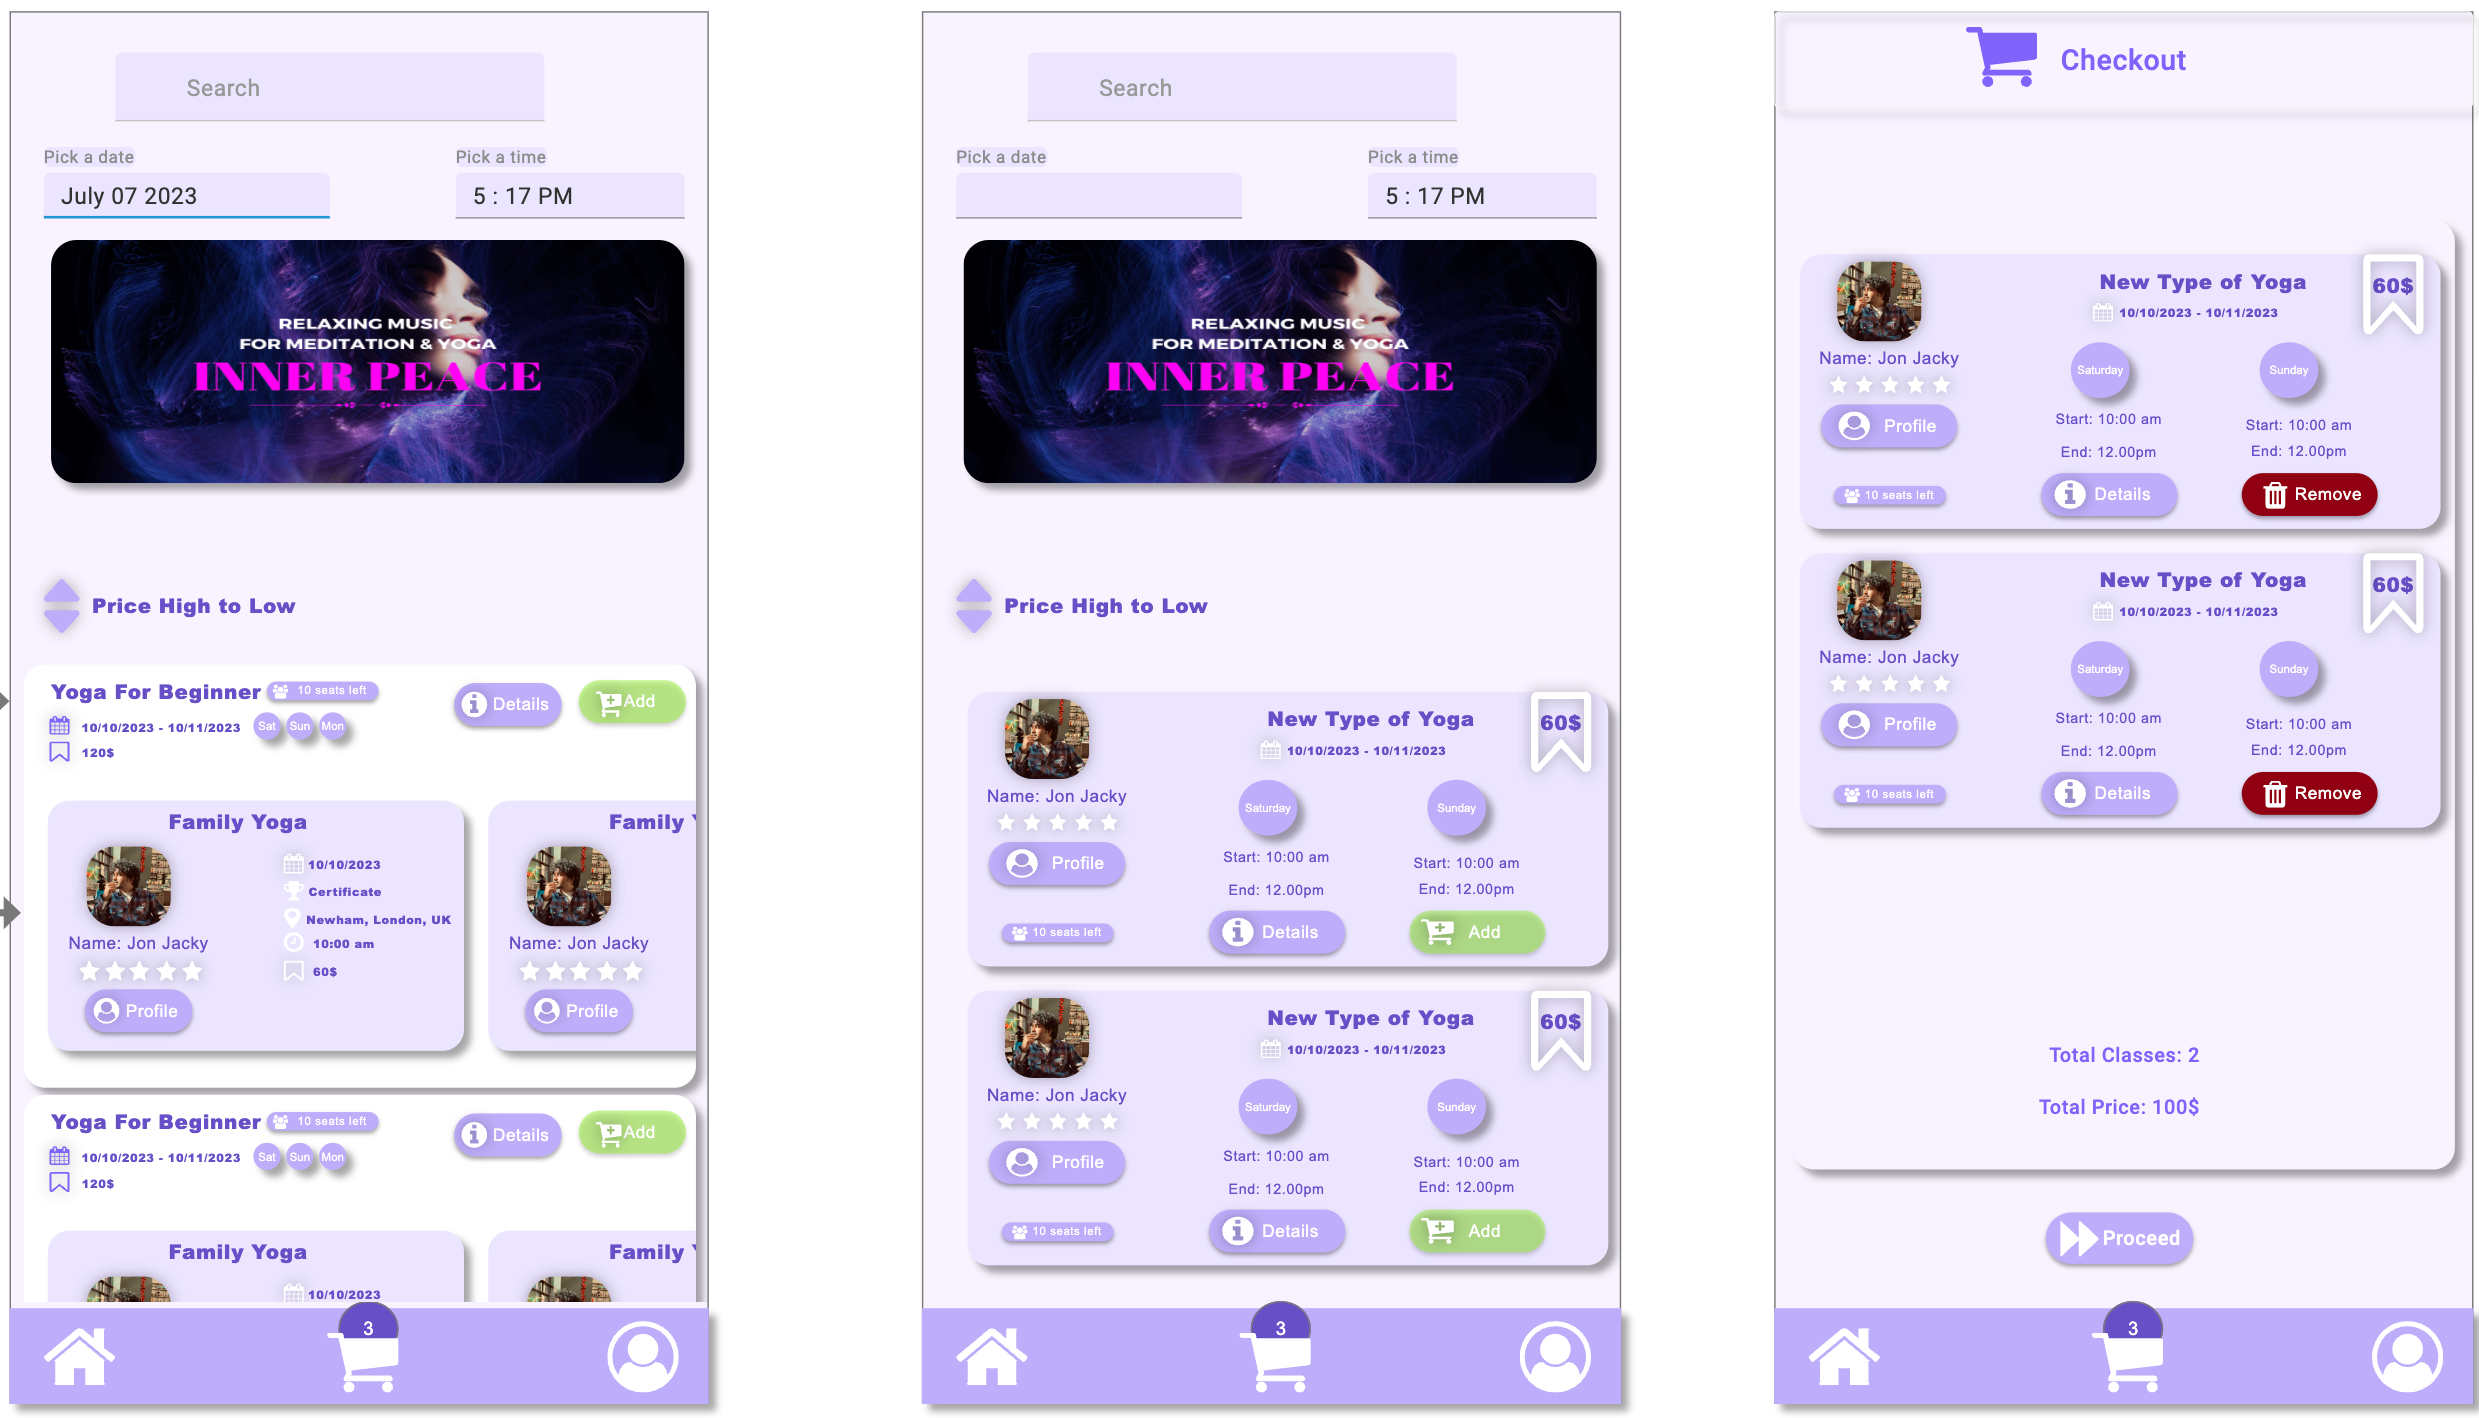 Search
Pick a date
Pick a time
July 07 2023
5 : 17 PM
RELAXING MUSIC
FOR MEDITATION & YOGA
INNER PEACE
Price High to Low
Yoga For Beginner
10 seats left
Details
Add
10/10/2023 - 10/11/2023
Sat
Sun
Mon
120$
Family Yoga
10/10/2023
Certificate
Newham, London, UK
10:00 am
60$
Name: Jon Jacky
Profile
Family
Name: Jon Jacky
Profile
Yoga For Beginner
10 seats left
Details
Add
10/10/2023 - 10/11/2023
Sat
Sun
Mon
120$
Family Yoga
10/10/2023
Family
3
Search
Pick a date
Pick a time
5 : 17 PM
RELAXING MUSIC
FOR MEDITATION & YOGA
INNER PEACE
Price High to Low
New Type of Yoga
60$
10/10/2023 - 10/11/2023
Name: Jon Jacky
Saturday
Sunday
Profile
Start: 10:00 am
Start: 10:00 am
End: 12.00pm
End: 12.00pm
10 seats left
Details
Add
New Type of Yoga
60$
10/10/2023 - 10/11/2023
Name: Jon Jacky
Saturday
Sunday
Profile
Start: 10:00 am
Start: 10:00 am
End: 12.00pm
End: 12.00pm
10 seats left
Details
Add
3
Checkout
New Type of Yoga
60$
10/10/2023 - 10/11/2023
Name: Jon Jacky
Saturday
Sunday
Profile
Start: 10:00 am
Start: 10:00 am
End: 12.00pm
End: 12.00pm
10 seats left
Details
Remove
New Type of Yoga
60$
10/10/2023 - 10/11/2023
Name: Jon Jacky
Saturday
Sunday
Profile
Start: 10:00 am
Start: 10:00 am
End: 12.00pm
End: 12.00pm
10 seats left
Details
Remove
Total Classes: 2
Total Price: 100$
Proceed
3